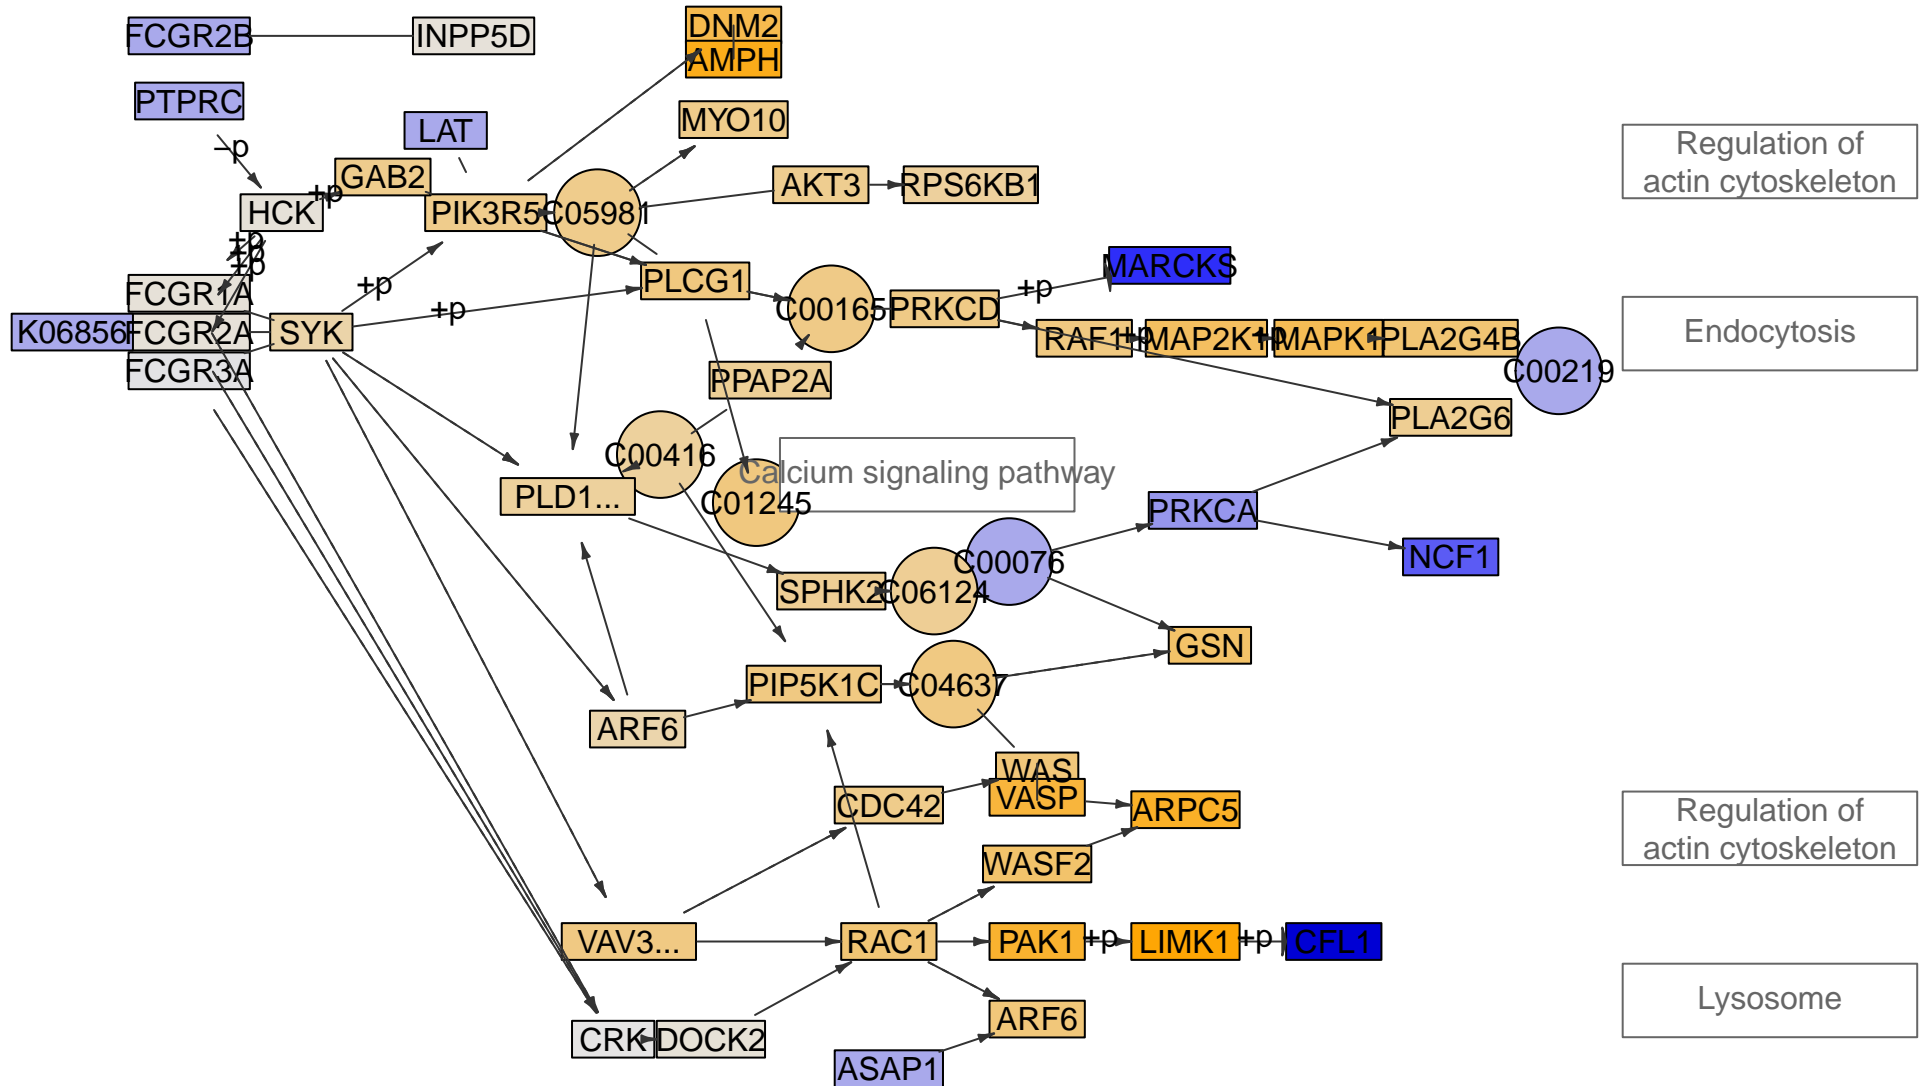 FCGR2B
INPP5D
DNM2
AMPH
PTPRC
LAT
MYO10
Regulation of
actin cytoskeleton
−p
GAB2
+p
HCK
PIK3R5
C05981
AKT3
RPS6KB1
+p
+p
+p
FCGR1A
+p
PLCG1
C00165
PRKCD
+p
MARCKS
K06856
FCGR2A
SYK
+p
RAF1
+p
MAP2K1
+p
MAPK1
PLA2G4B
C00219
Endocytosis
FCGR3A
PPAP2A
PLA2G6
C00416
Calcium signaling pathway
PLD1...
C01245
PRKCA
NCF1
SPHK2
C06124
C00076
GSN
PIP5K1C
C04637
ARF6
WAS
VASP
CDC42
ARPC5
Regulation of
actin cytoskeleton
WASF2
VAV3...
RAC1
PAK1
+p
LIMK1
+p
CFL1
Lysosome
ARF6
CRK
DOCK2
ASAP1